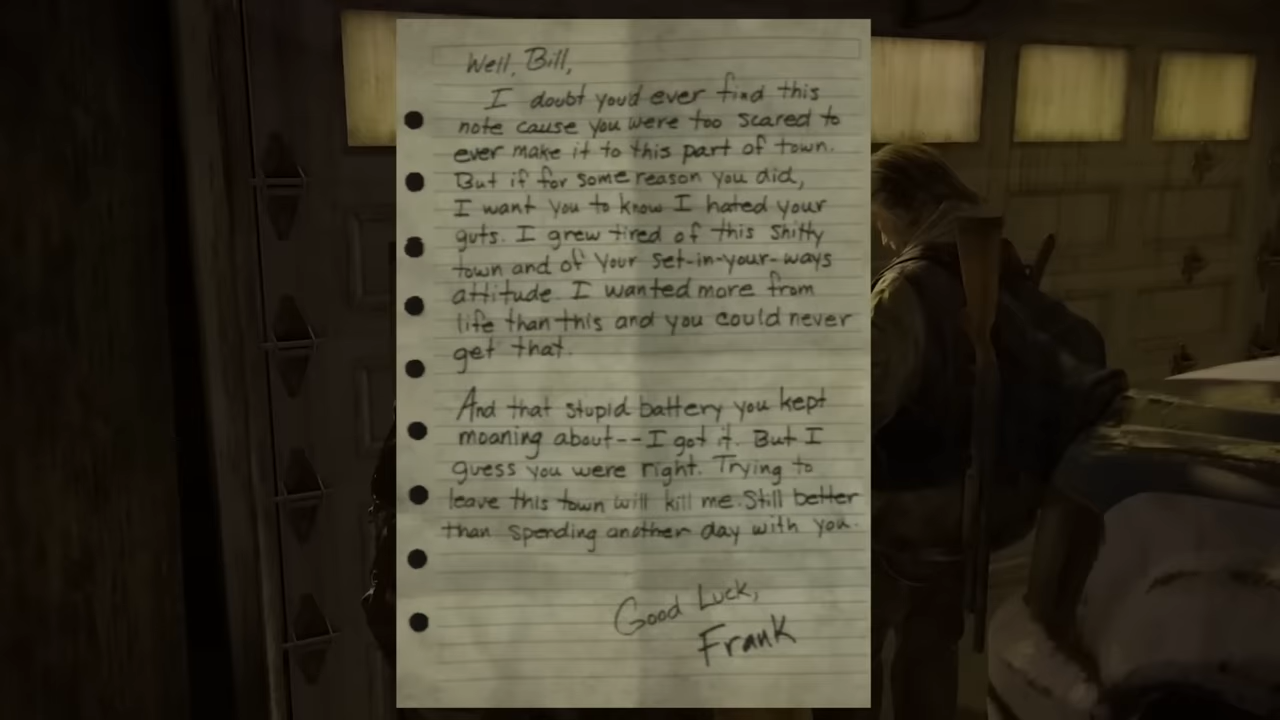 Well, Bill,
I doubt you'd ever find this
note cause you were too scared to
ever make it to this part of town.
But if for some reason you did,
I want you to know I hated your
guts. I grew tired of this shitty
town and of your set-in-your-ways
attitude. I wanted more from
life than this and you could never
get that.
And that stupid battery you kept
moaning about--I got it. But I
guess you were right. Trying to
leave this town will kill me. Still better
than spending another day with you.
Good Luck,
Frank